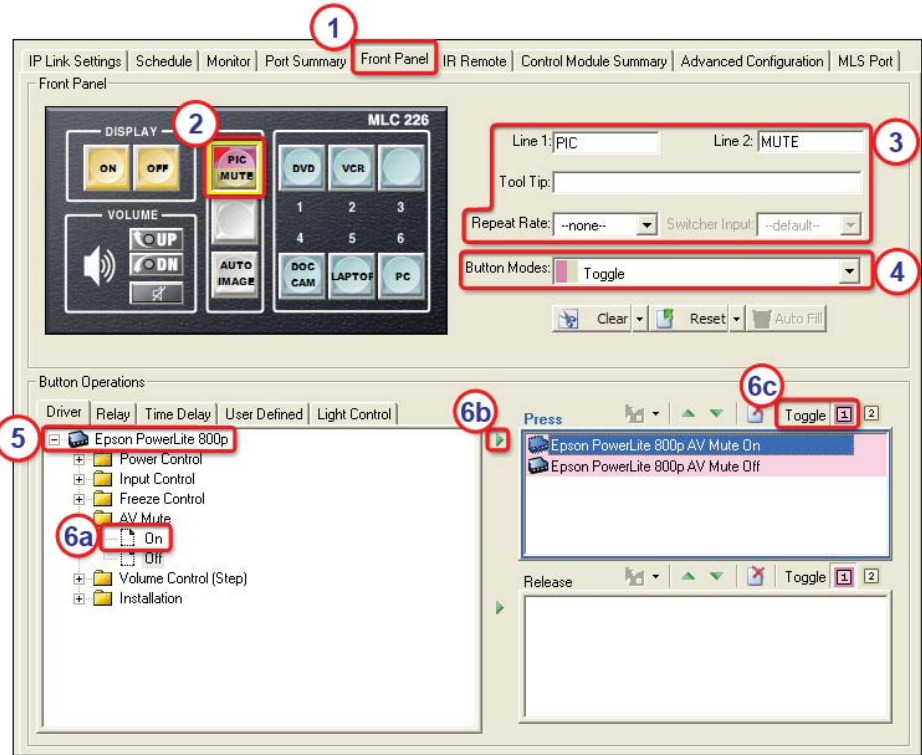 1
IP Link Settings Schedule Monitor Port Summary Front Panel IR Remote Control Module Summary Advanced Configuration MLS Port
Front Panel
MLC 226
DISPLAY
2
ON OFF
PIC MUTE
DVD VCR
1 2 3
VOLUME
UP
DN
4 5 6
AUTO IMAGE
DOC CAM LAPTOP PC
Line 1: PIC Line 2: MUTE
3
Tool Tip:
Repeat Rate: --none-- Switcher Input: --default--
Button Modes: Toggle
4
Clear Reset Auto Fill
Button Operations
Driver Relay Time Delay User Defined Light Control
5
Epson PowerLite 800p
Power Control
Input Control
Freeze Control
AV Mute
6a
On
Off
Volume Control (Step)
Installation
6b
6c
Press Toggle 1 2
Epson PowerLite 800p AV Mute On
Epson PowerLite 800p AV Mute Off
Release Toggle 1 2